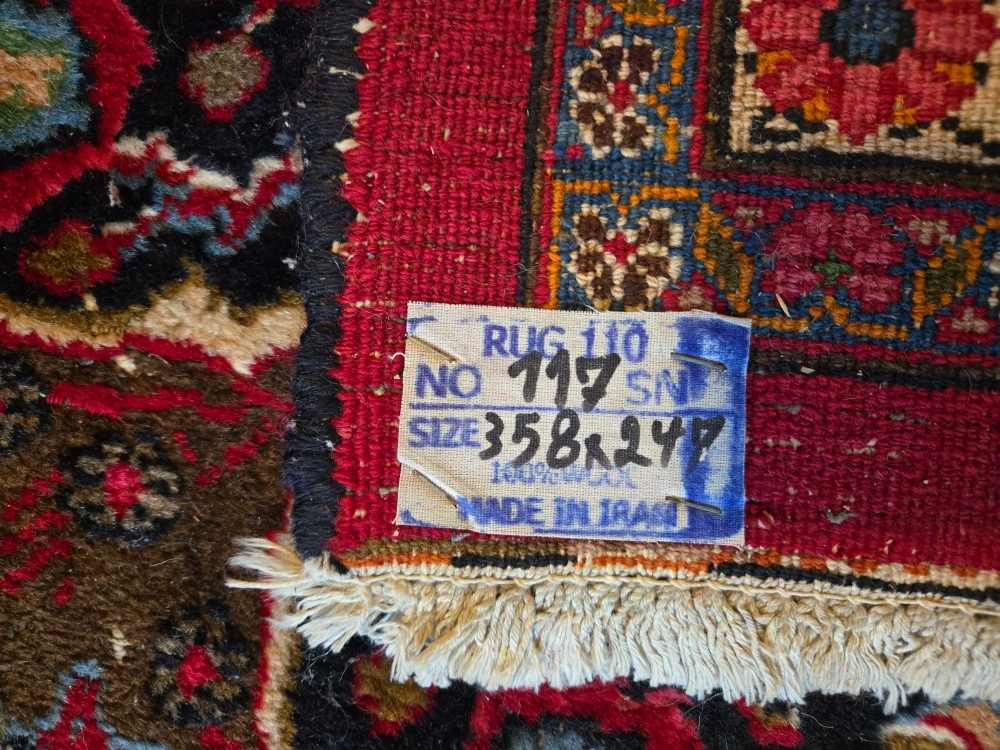 RUG 110
NO 117 SN
SIZE 358x247
100% WOOL
MADE IN IRAN